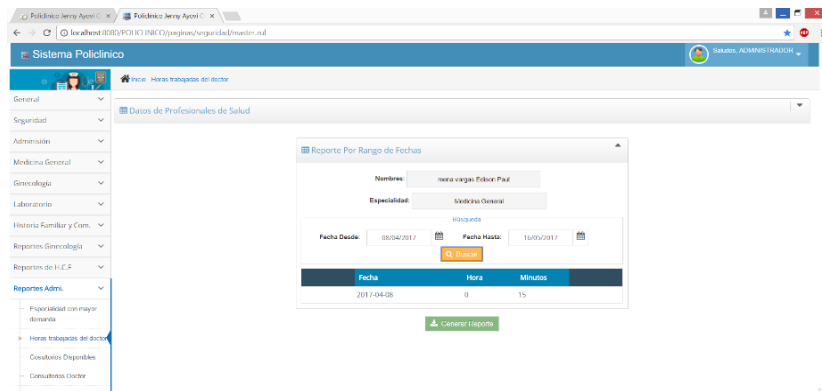 Policlinico Jenny Ayovi C
Policlinico Jenny Ayovi C
localhost:8080/POLICLINICO/paginas/seguridad/master.zul
Sistema Policlinico
Saludos, ADMINISTRADOR
Inicio Horas trabajadas del doctor
General
Seguridad
Adminisión
Medicina General
Ginecología
Laboratorio
Historia Familiar y Com.
Reportes Ginecología
Reportes de H.C.F
Reportes Admi.
Especialidad con mayor
demanda
Horas trabajadas del doctor
Cosultorios Disponibles
Consultorios Doctor
Datos de Profesionales de Salud
Reporte Por Rango de Fechas
Nombres: mena vargas Edison Paul
Especialidad: Medicina General
Búsqueda
Fecha Desde: 08/04/2017 Fecha Hasta: 16/05/2017
Buscar
Fecha Hora Minutos
2017-04-08 0 15
Generar Reporte